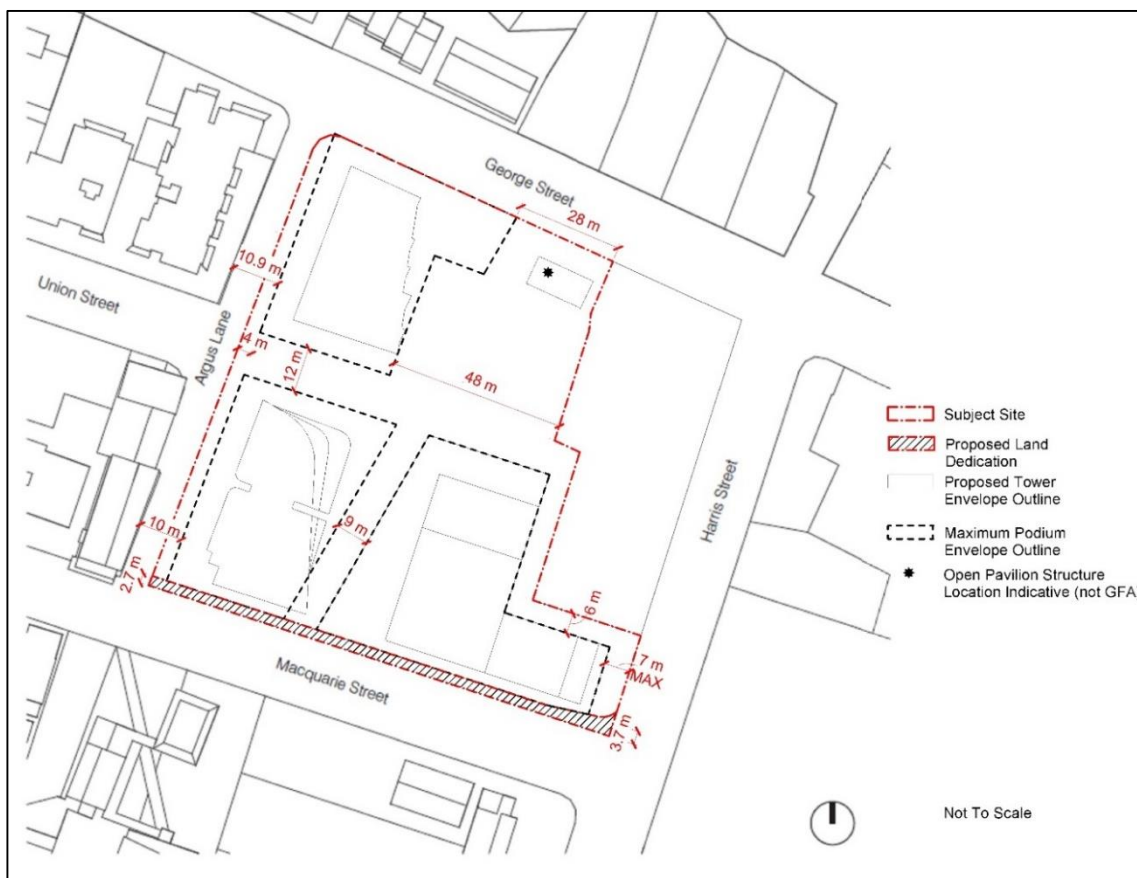 George Street
28 m
10.9 m
Union Street
Argus Lane
4 m
12 m
48 m
Subject Site
Proposed Land
Dedication
Proposed Tower
Envelope Outline
Harris Street
10 m
9 m
Maximum Podium
Envelope Outline
Open Pavilion Structure
Location Indicative (not GFA)
2.7 m
6 m
7 m
MAX
Macquarie Street
3.7 m
Not To Scale